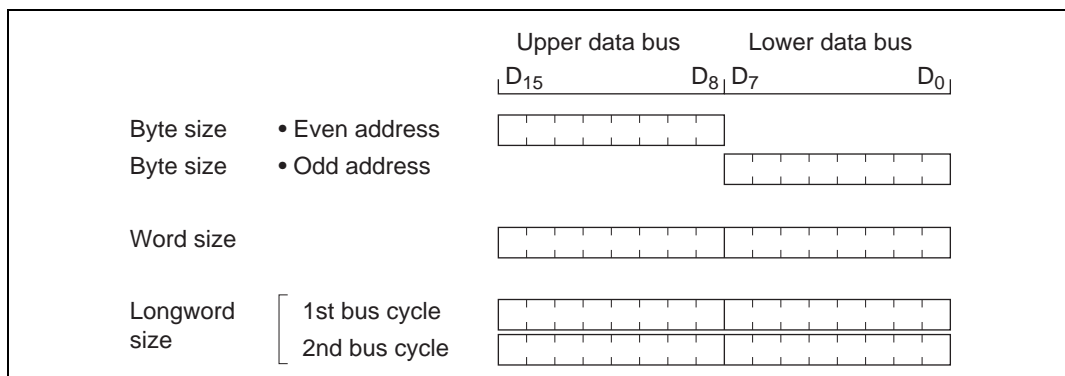 Upper data bus Lower data bus
D15 D8 D7 D0
Byte size • Even address
Byte size • Odd address
Word size
Longword size 1st bus cycle
2nd bus cycle